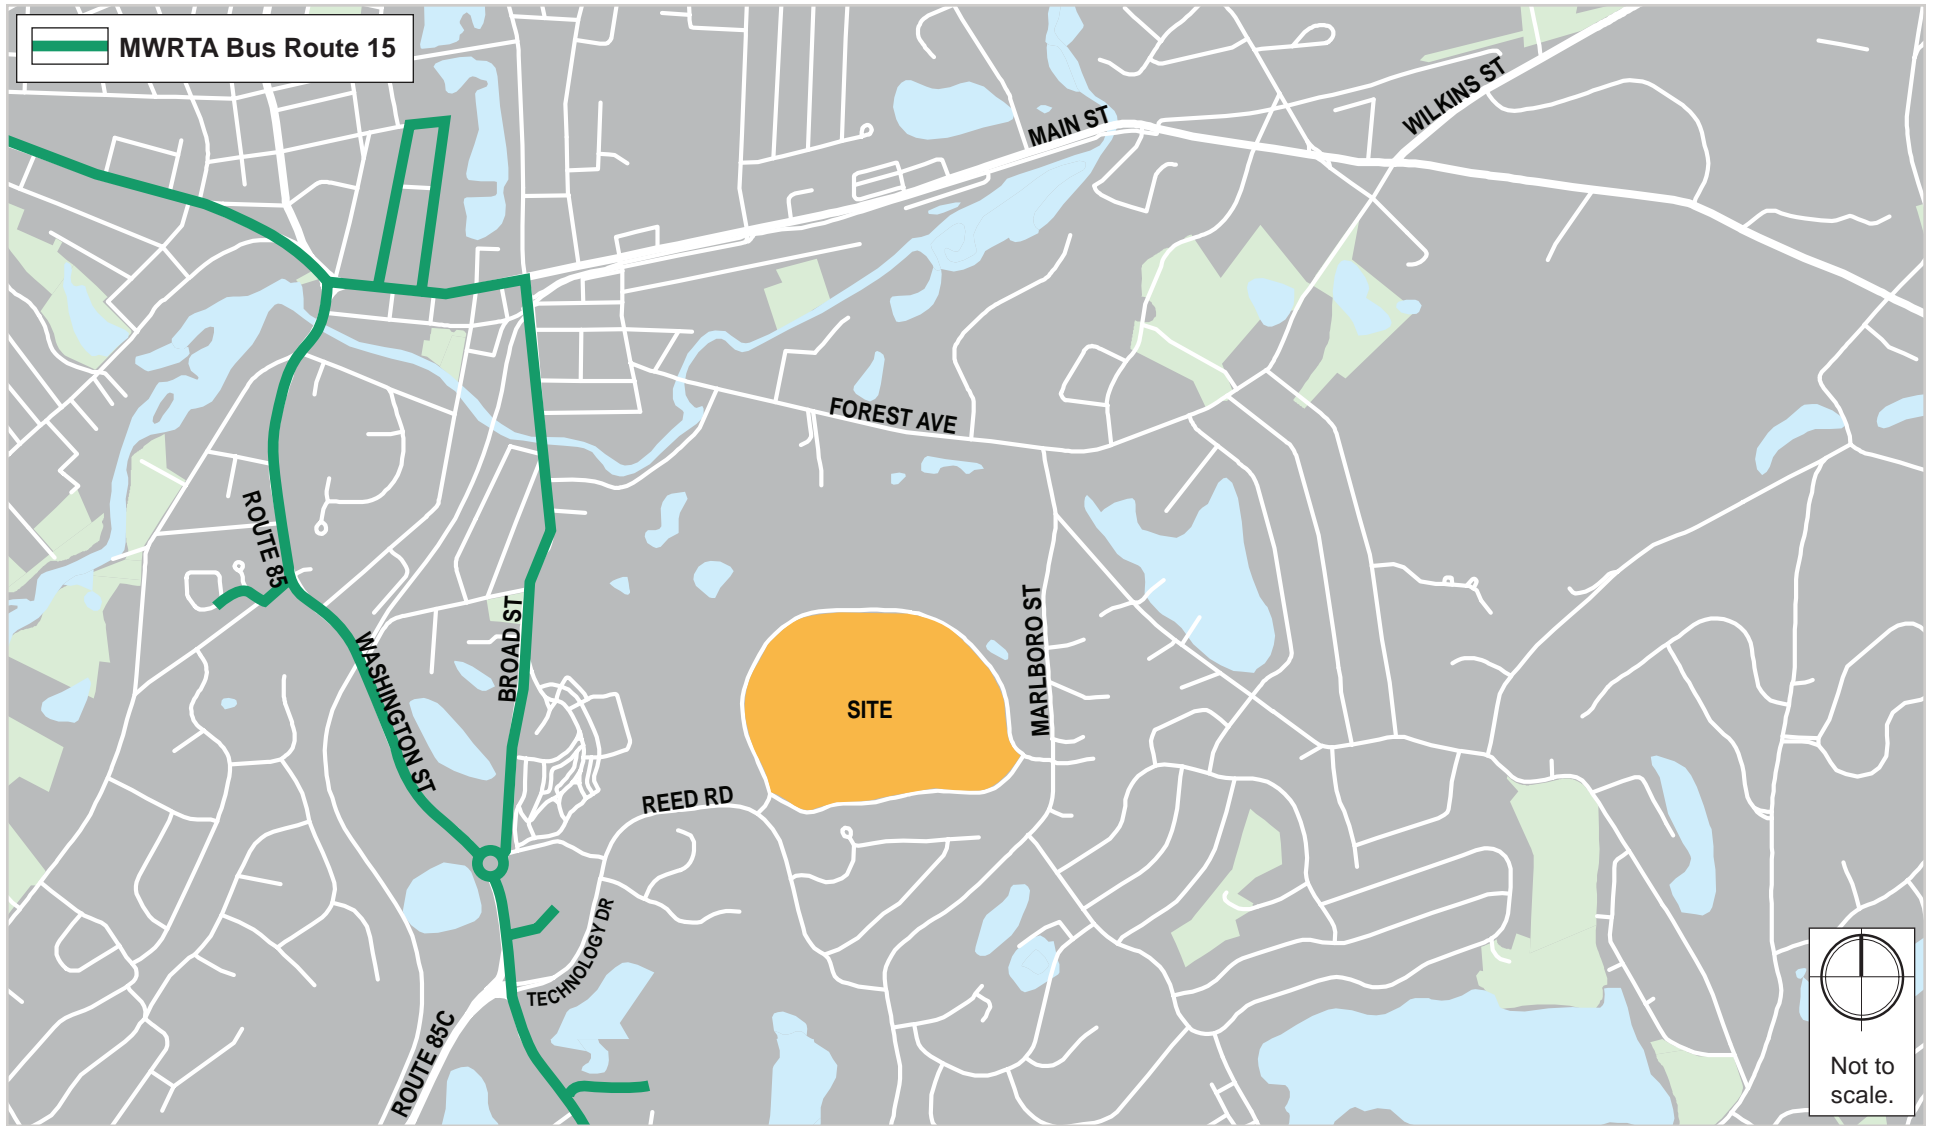 MWRTA Bus Route 15
MAIN ST
WILKINS ST
FOREST AVE
ROUTE 85
WASHINGTON ST
BROAD ST
MARLBORO ST
SITE
REED RD
TECHNOLOGY DR
ROUTE 85C
Not to
scale.